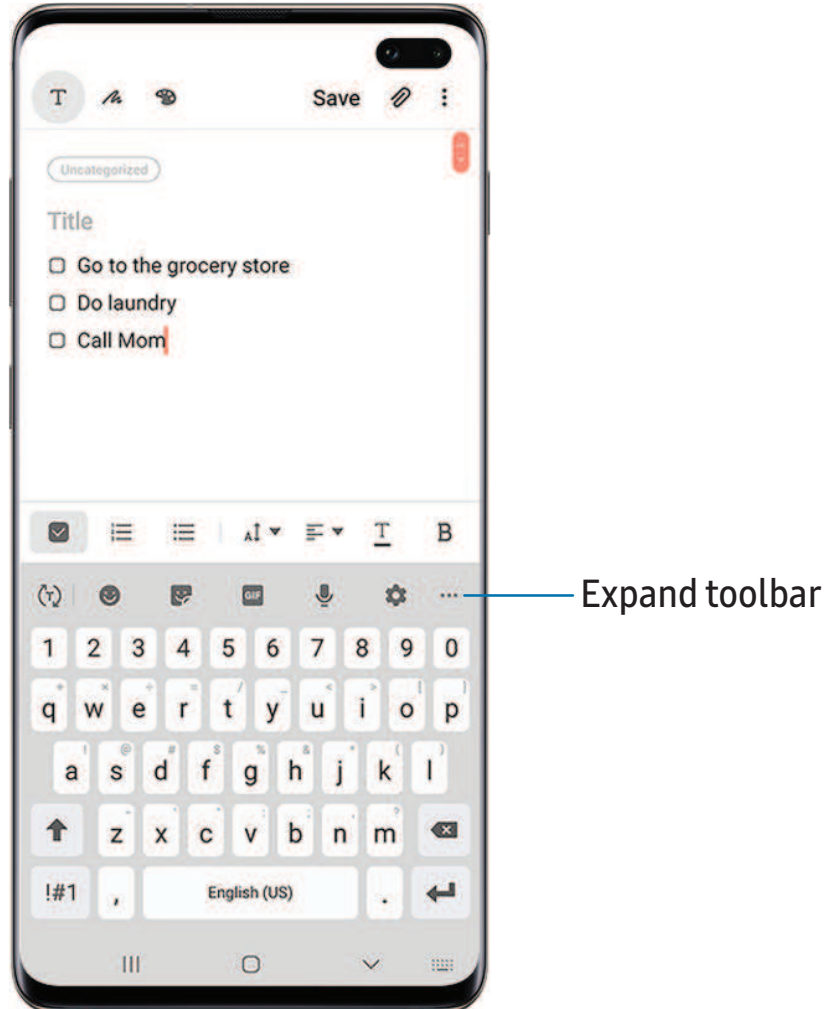 T Save
Uncategorized
Title
Go to the grocery store
Do laundry
Call Mom
A T B
T GIF
Expand toolbar
1 2 3 4 5 6 7 8 9 0
q w e r t y u i o p
a s d f g h j k l
z x c v b n m
!#1 , English (US) .